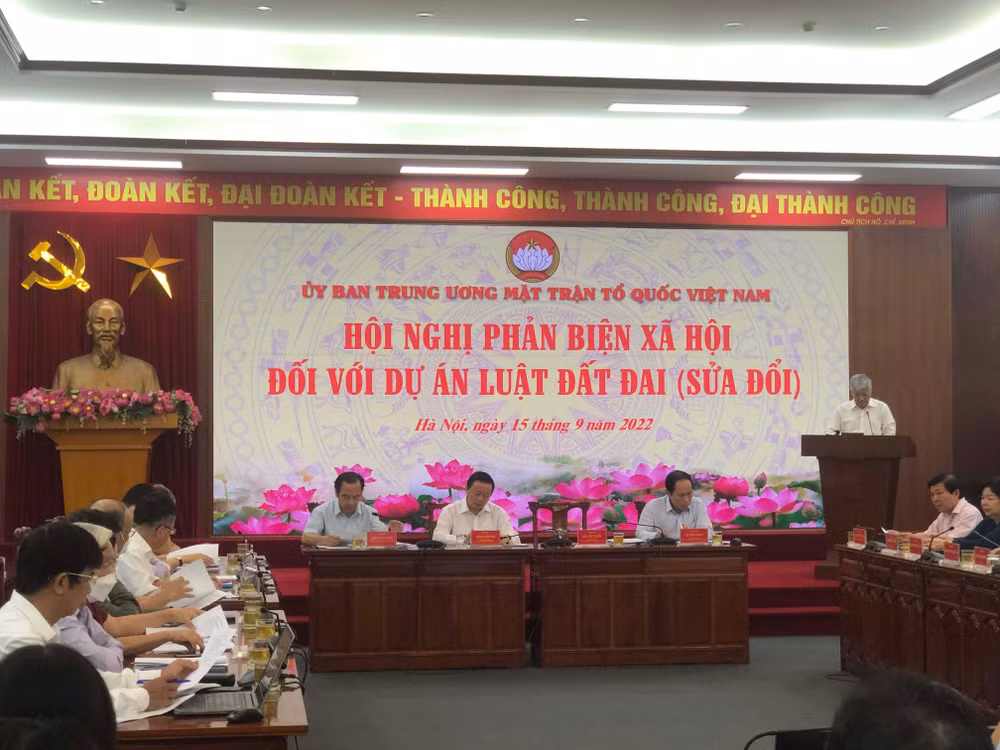 ÀN KẾT, ĐOÀN KẾT, ĐẠI ĐOÀN KẾT - THÀNH CÔNG, THÀNH CÔNG, ĐẠI THÀNH CÔNG
CHỦ TỊCH HỒ CHÍ MINH
ỦY BAN TRUNG ƯƠNG MẶT TRẬN TỔ QUỐC VIỆT NAM
HỘI NGHỊ PHẢN BIỆN XÃ HỘI
ĐỐI VỚI DỰ ÁN LUẬT ĐẤT ĐAI (SỬA ĐỔI)
Hà Nội, ngày 15 tháng 9 năm 2022